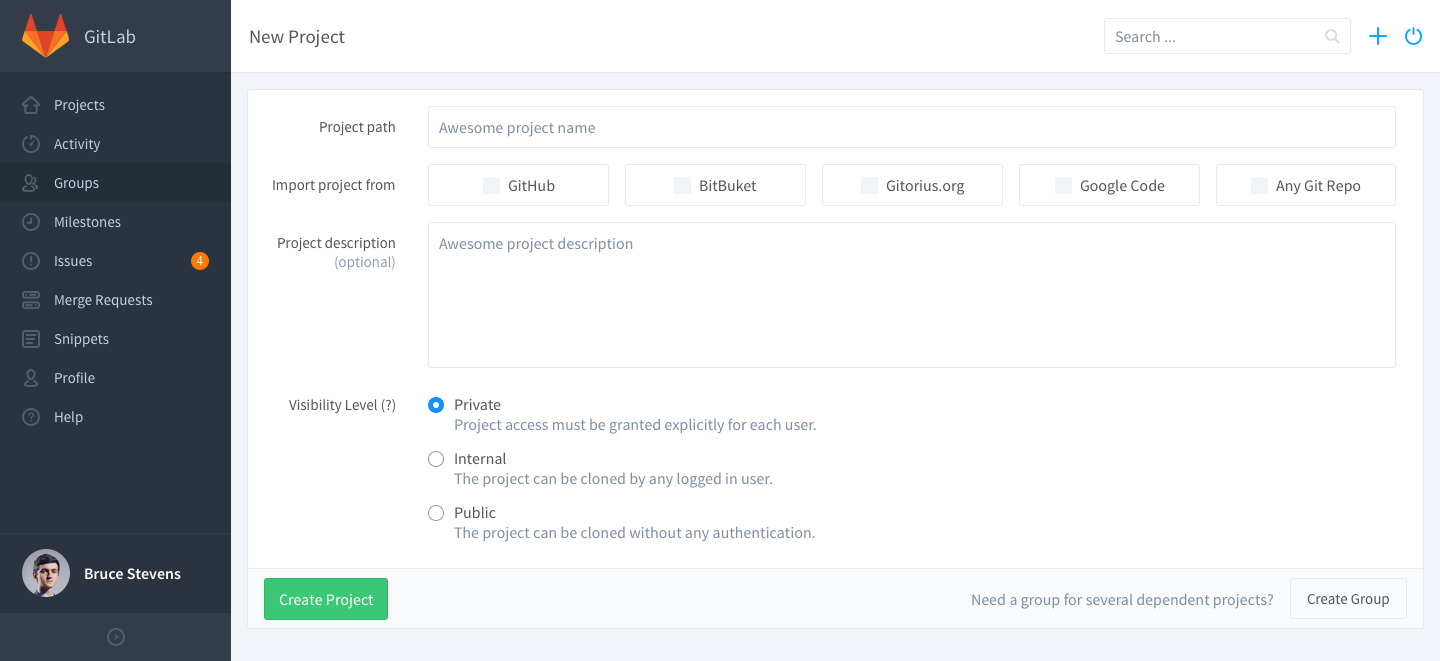 GitLab
New Project
Search ...
Projects
Activity
Groups
Milestones
Issues 4
Merge Requests
Snippets
Profile
Help
Bruce Stevens
Project path
Awesome project name
Import project from
GitHub
BitBuket
Gitorius.org
Google Code
Any Git Repo
Project description
(optional)
Awesome project description
Visibility Level (?)
Private
Project access must be granted explicitly for each user.
Internal
The project can be cloned by any logged in user.
Public
The project can be cloned without any authentication.
Create Project
Need a group for several dependent projects?
Create Group